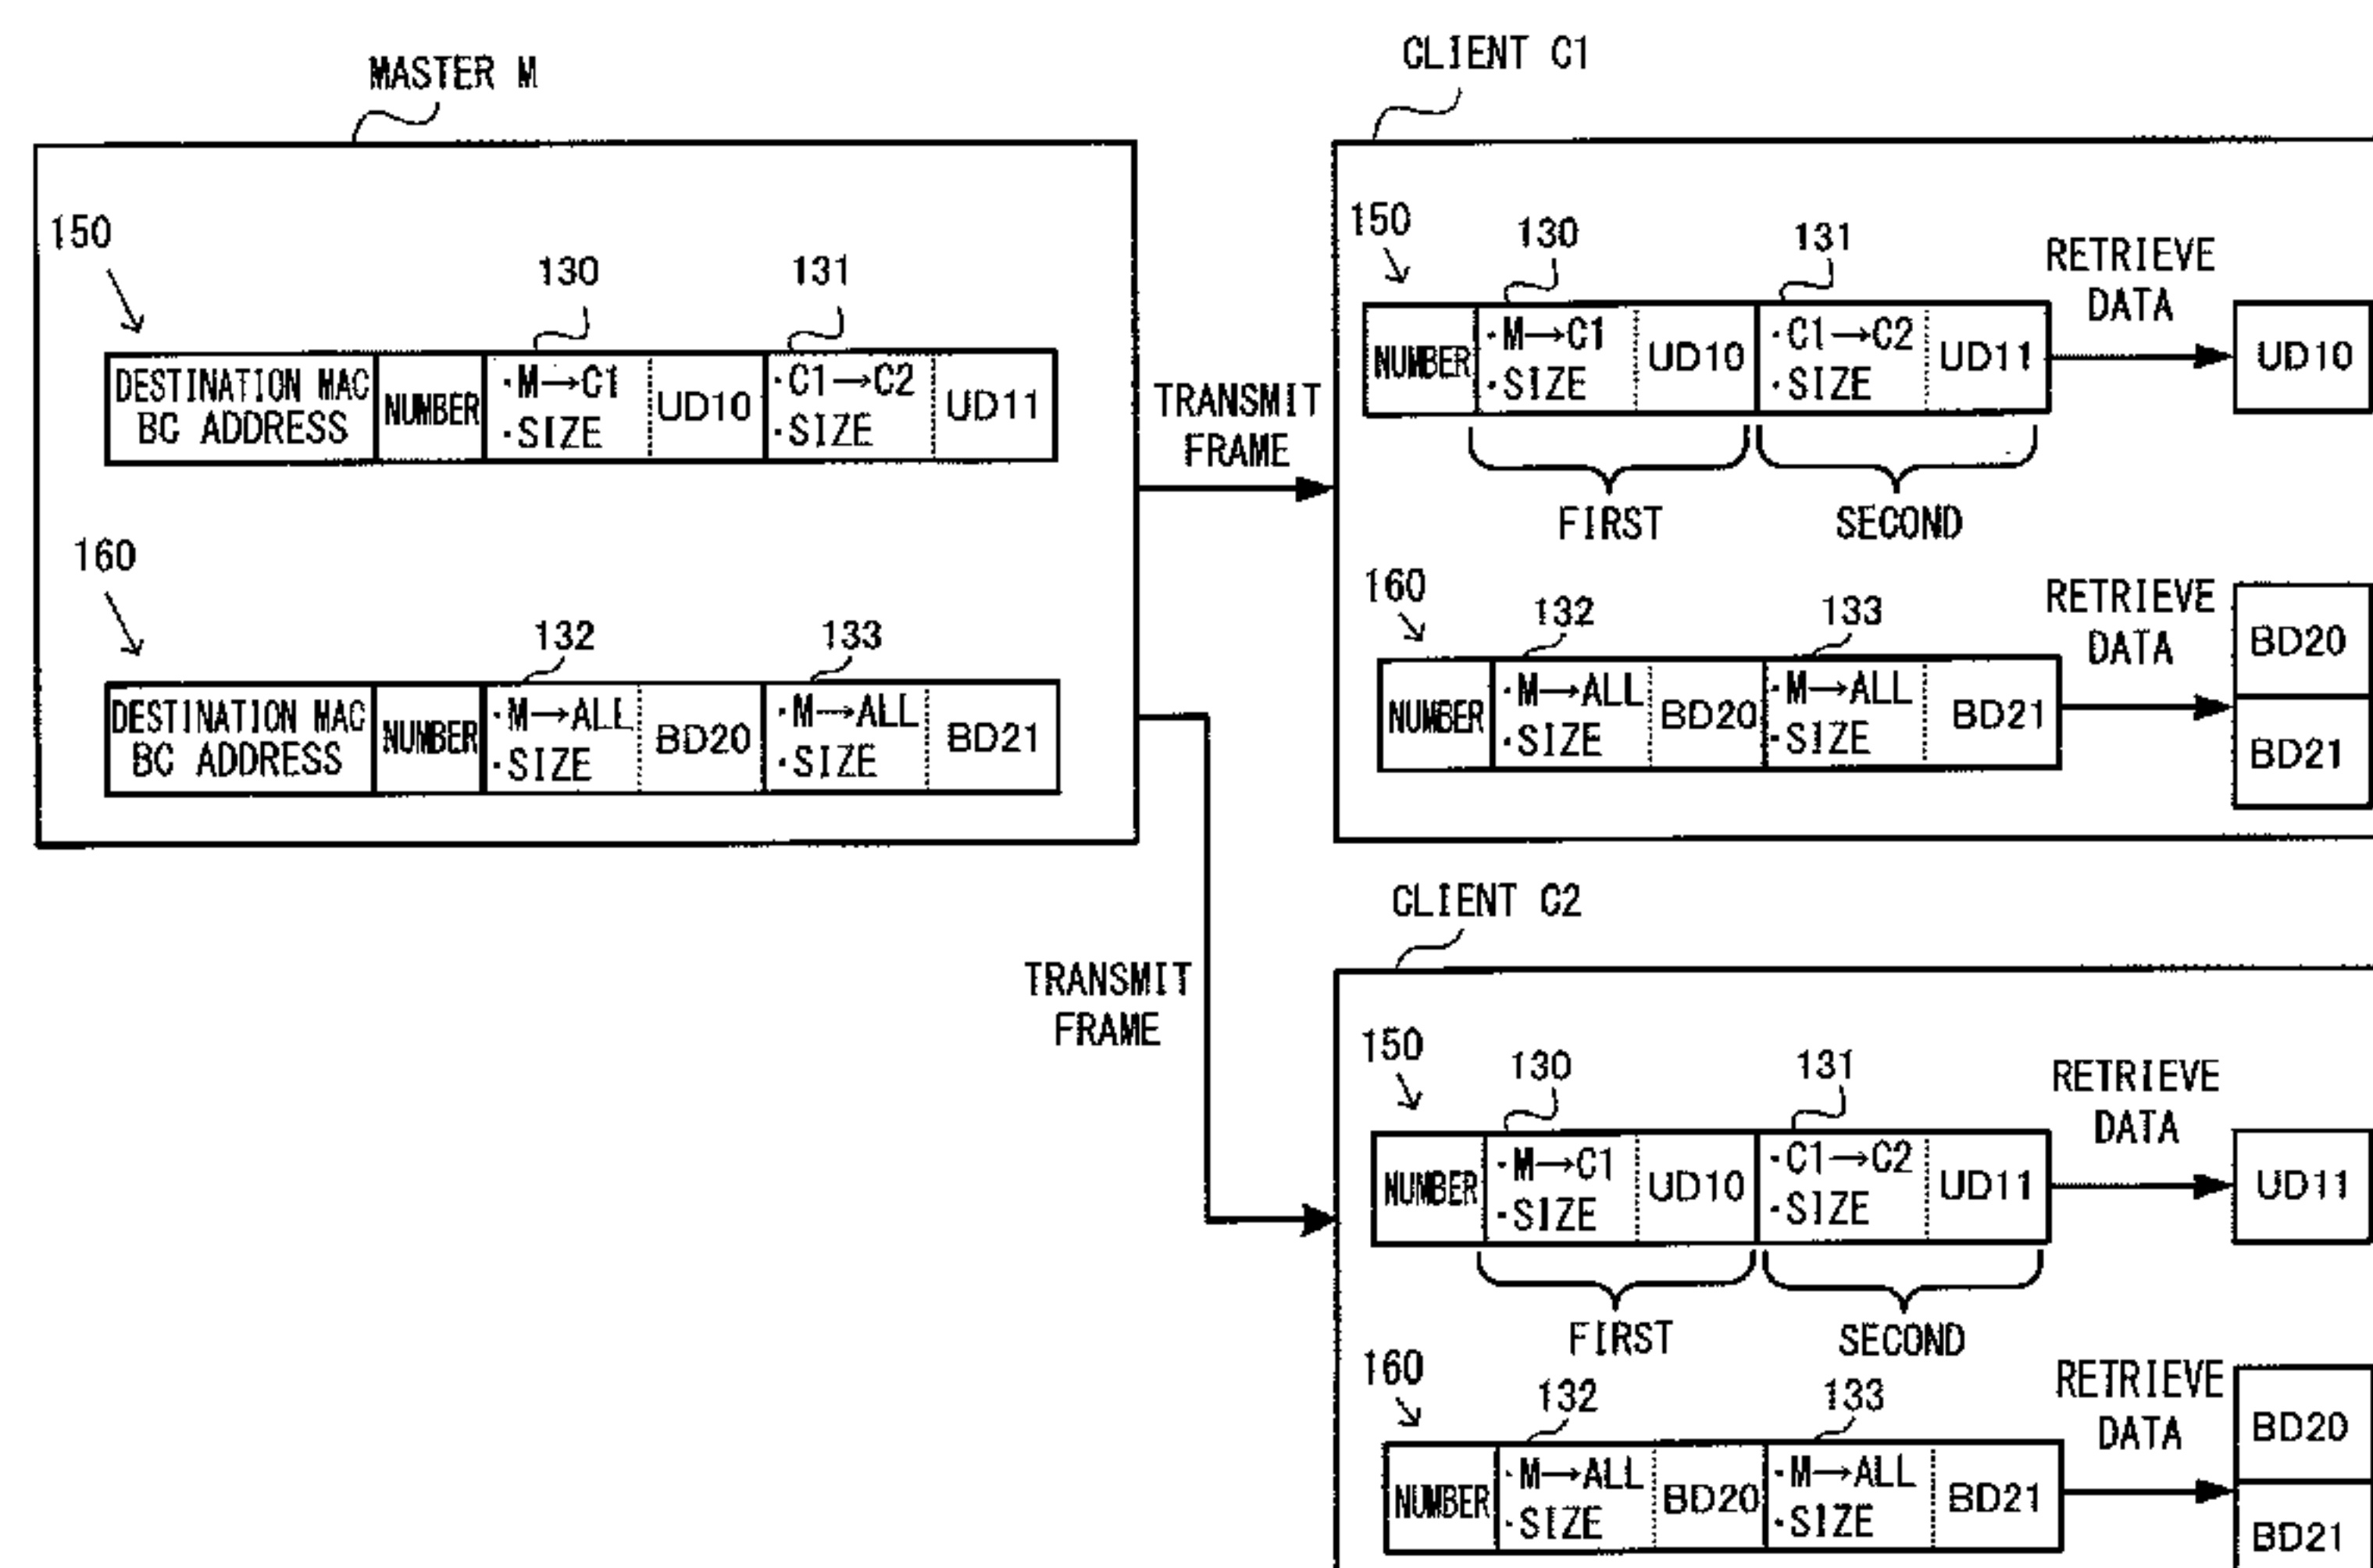 MASTER M
150
130
131
DESTINATION MAC
BC ADDRESS
NUMBER
·M→C1
·SIZE
UD10
·C1→C2
·SIZE
UD11
160
132
133
DESTINATION MAC
BC ADDRESS
NUMBER
·M→ALL
·SIZE
BD20
·M→ALL
·SIZE
BD21
TRANSMIT
FRAME
TRANSMIT
FRAME
CLIENT C1
150
130
131
NUMBER
·M→C1
·SIZE
UD10
·C1→C2
·SIZE
UD11
RETRIEVE
DATA
UD10
FIRST
SECOND
160
132
133
NUMBER
·M→ALL
·SIZE
BD20
·M→ALL
·SIZE
BD21
RETRIEVE
DATA
BD20
BD21
CLIENT C2
150
130
131
NUMBER
·M→C1
·SIZE
UD10
·C1→C2
·SIZE
UD11
RETRIEVE
DATA
UD11
FIRST
SECOND
160
132
133
NUMBER
·M→ALL
·SIZE
BD20
·M→ALL
·SIZE
BD21
RETRIEVE
DATA
BD20
BD21